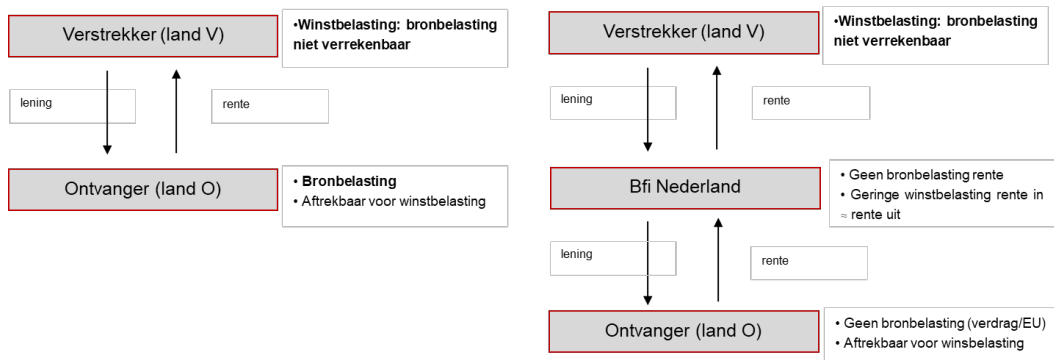 Verstrekker (land V)
•Winstbelasting: bronbelasting
niet verrekenbaar
lening
rente
Ontvanger (land O)
• Bronbelasting
• Aftrekbaar voor winstbelasting
Verstrekker (land V)
•Winstbelasting: bronbelasting
niet verrekenbaar
lening
rente
Bfi Nederland
• Geen bronbelasting rente
• Geringe winstbelasting rente in
≈ rente uit
lening
rente
Ontvanger (land O)
• Geen bronbelasting (verdrag/EU)
• Aftrekbaar voor winsbelasting